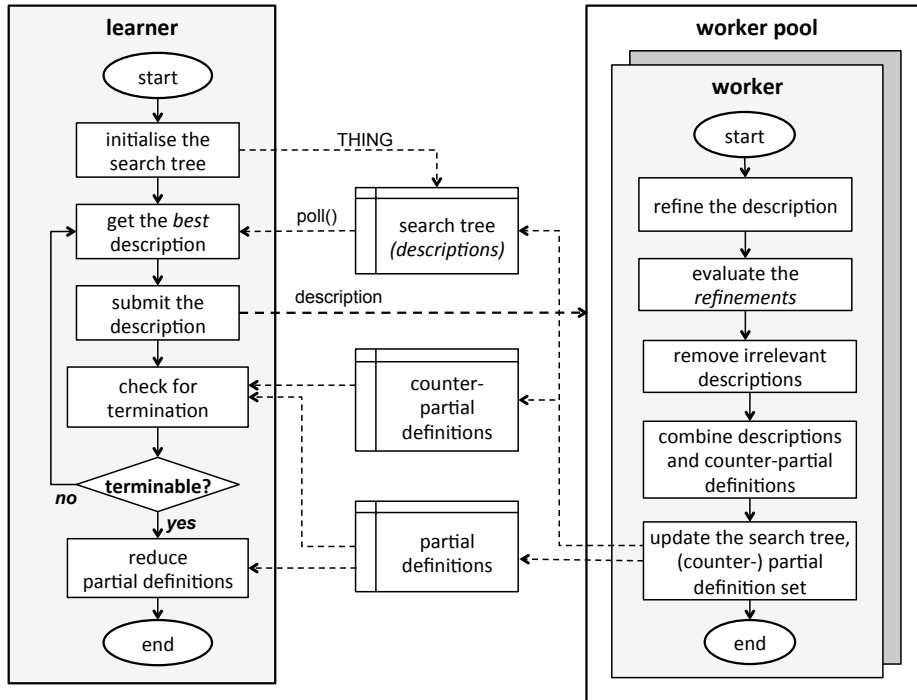 learner
start
initialise the
search tree
get the best
description
submit the
description
check for
termination
terminable?
no
yes
reduce
partial definitions
end
THING
poll()
description
search tree
(descriptions)
counter-
partial
definitions
partial
definitions
worker pool
worker
start
refine the description
evaluate the
refinements
remove irrelevant
descriptions
combine descriptions
and counter-partial
definitions
update the search tree,
(counter-) partial
definition set
end